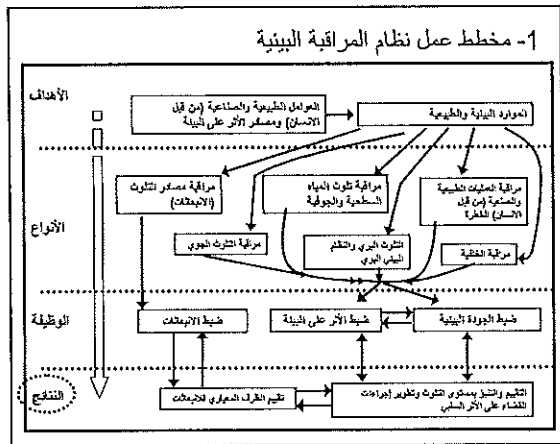 1- مخطط عمل نظام المراقبة البيئية
الأهداف
العوامل الطبيعية والصناعية (من قبل
الانسان) ومصادر الأثر على البيئة
الموارد البيئية والطبيعية
الأنواع
مراقبة العمليات الطبيعية
والصنعية (من قبل
الانسان) الخطرة
مراقبة تلوث المياه
السطحية والجوفية
مراقبة مصادر التلوث
(الانبعاثات)
مراقبة الخلفية
التلوث البري والنظام
البيئي البري
مراقبة التلوث الجوي
الوظيفة
ضبط الجودة البيئية
ضبط الأثر على البيئة
ضبط الانبعاثات
النتائج
التقييم والتنبؤ بمستوى التلوث وتطوير إجراءات
القضاء على الأثر السلبي
تقييم الظرف المعياري للانبعاثات